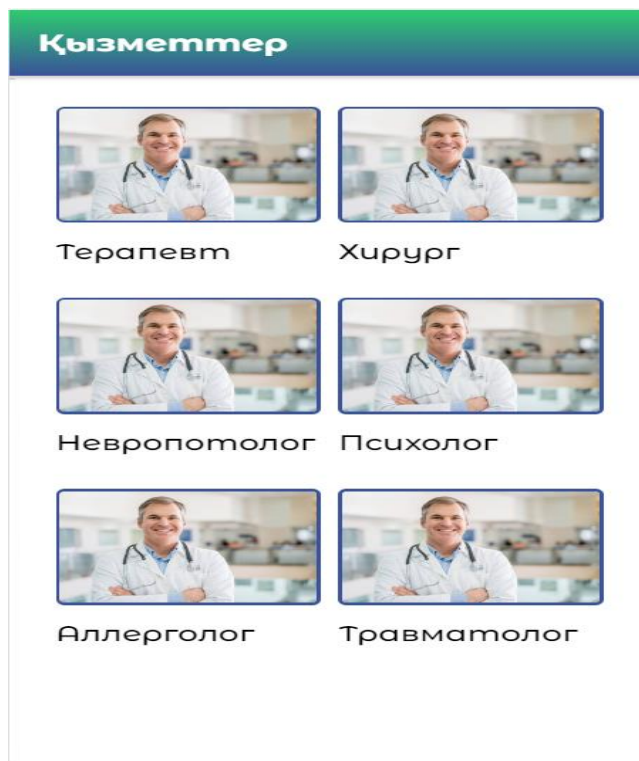 Қызметтер
Терапевт Хирург
Невропотолог Психолог
Аллерголог Травматолог